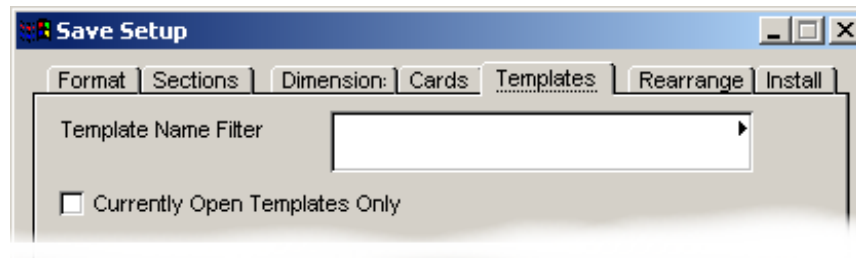 Save Setup
Format Sections Dimension: Cards Templates Rearrange Install
Template Name Filter
Currently Open Templates Only